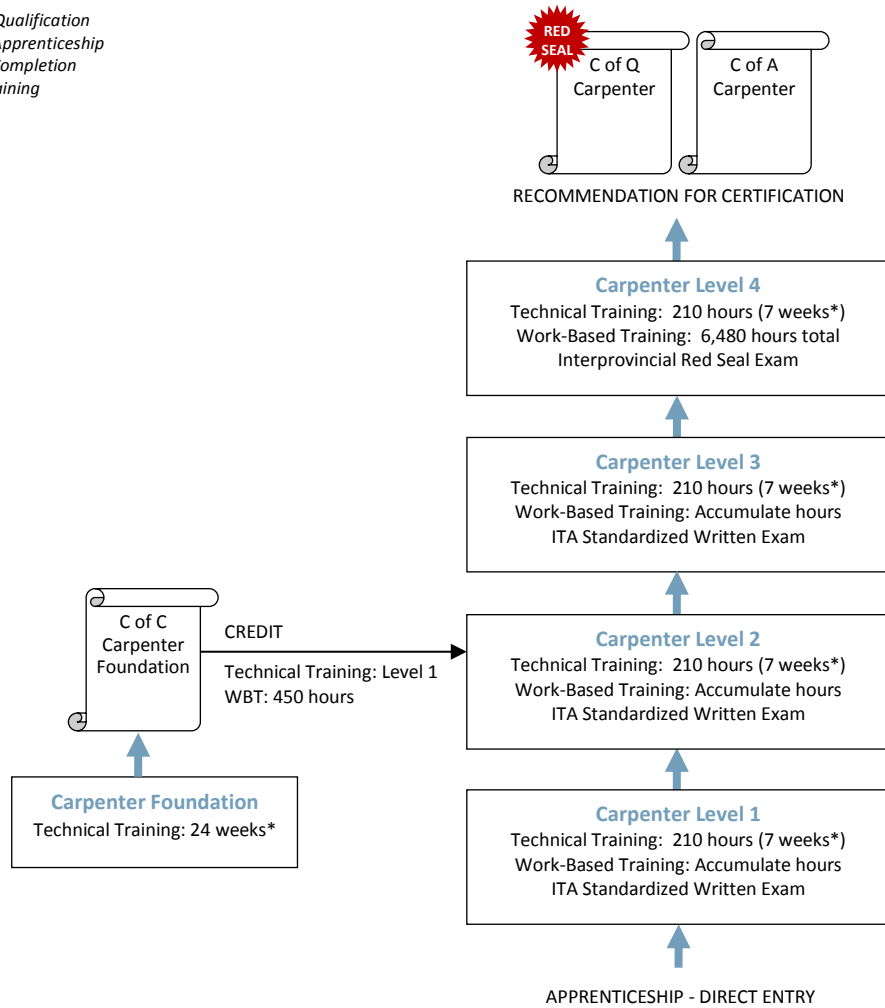 Qualification
Apprenticeship
Completion
RED
SEAL
C of Q
Carpenter
C of A
Carpenter
RECOMMENDATION FOR CERTIFICATION
Carpenter Level 4
Technical Training: 210 hours (7 weeks*)
Work-Based Training: 6,480 hours total
Interprovincial Red Seal Exam
Carpenter Level 3
Technical Training: 210 hours (7 weeks*)
Work-Based Training: Accumulate hours
ITA Standardized Written Exam
C of C
Carpenter
Foundation
CREDIT
Technical Training: Level 1
WBT: 450 hours
Carpenter Level 2
Technical Training: 210 hours (7 weeks*)
Work-Based Training: Accumulate hours
ITA Standardized Written Exam
Carpenter Foundation
Technical Training: 24 weeks*
Carpenter Level 1
Technical Training: 210 hours (7 weeks*)
Work-Based Training: Accumulate hours
ITA Standardized Written Exam
APPRENTICESHIP - DIRECT ENTRY